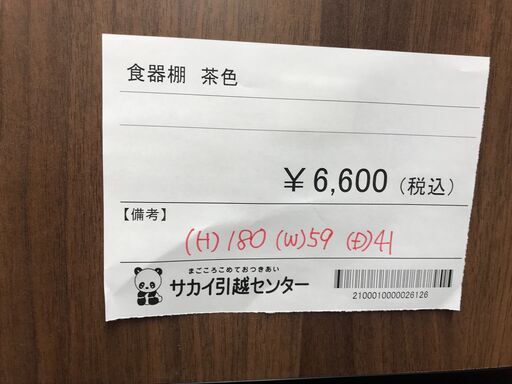 食器棚 茶色
¥6,600（税込）
【備考】
(H)180 (W)59 (D)41
まごころこめておつきあい
サカイ引越センター
2100010000026126